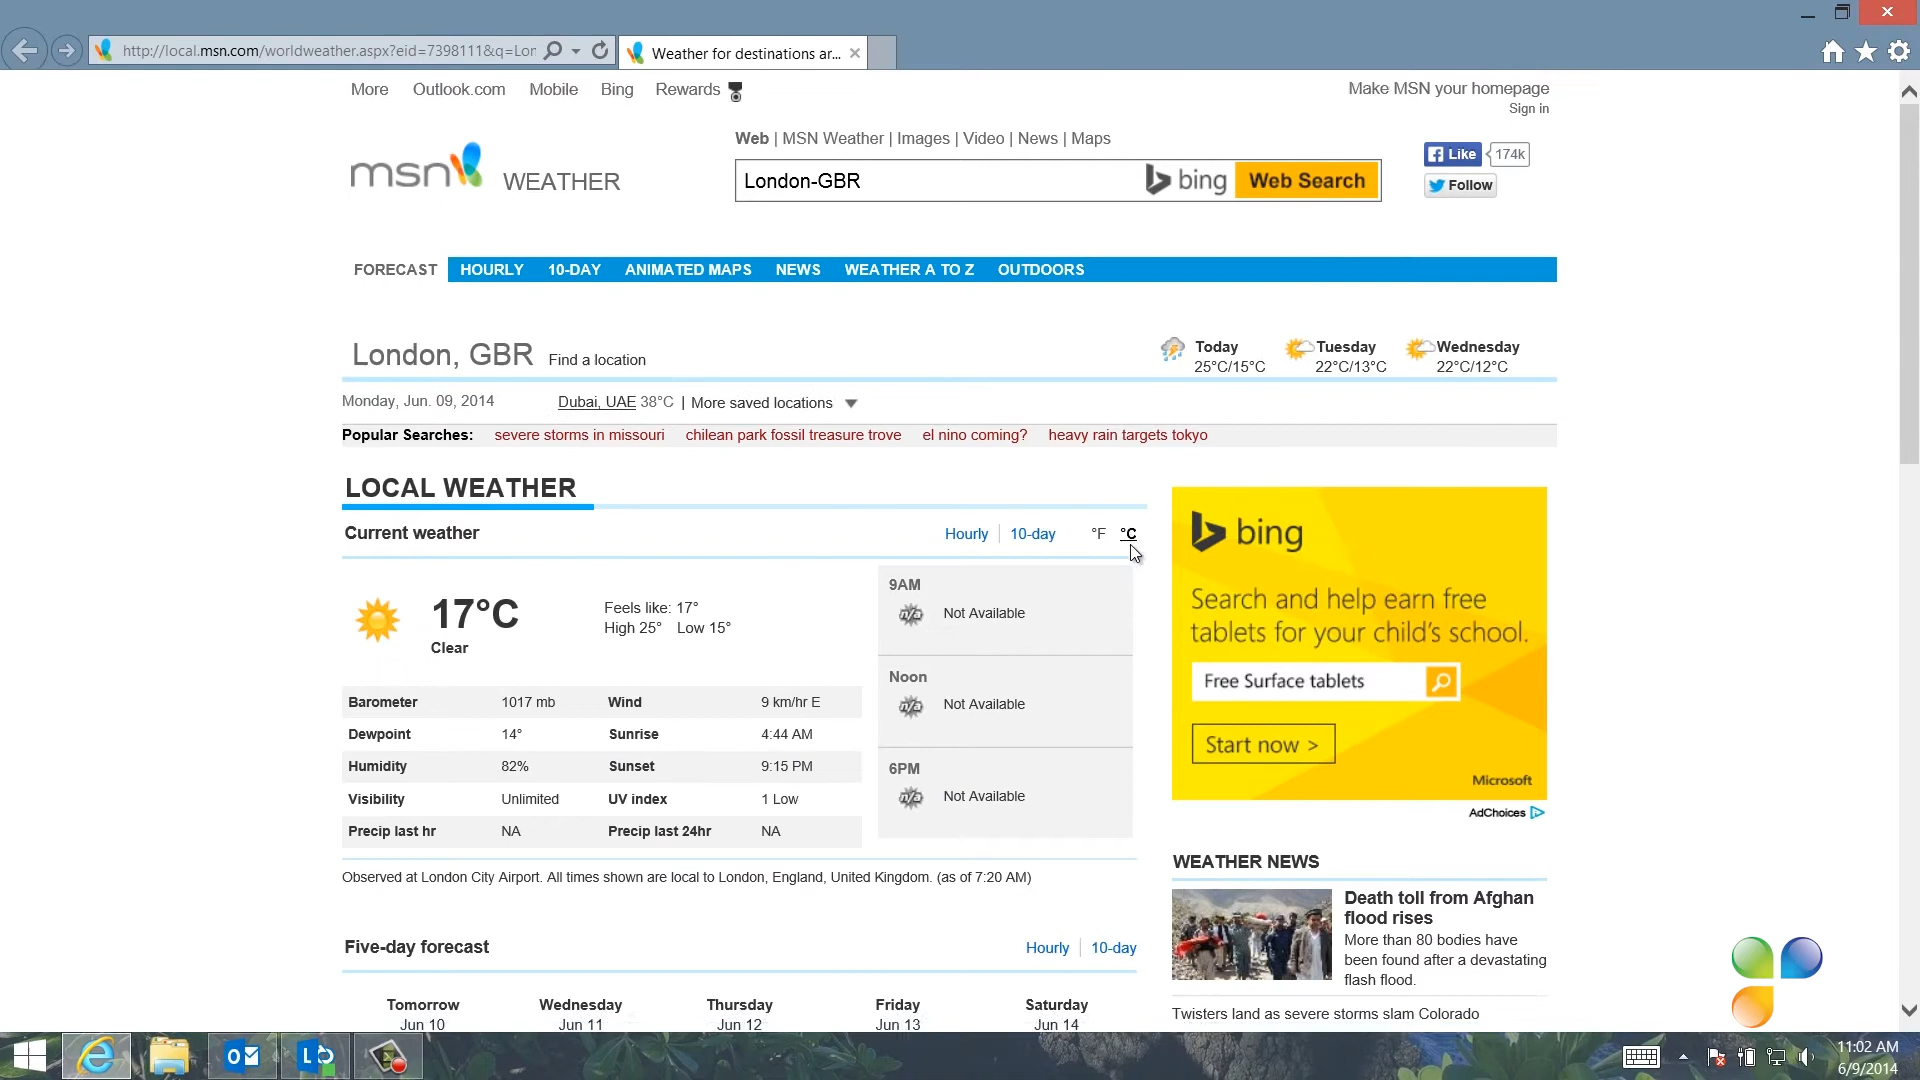 http://local.msn.com/worldweather.aspx?eid=7398111&q=Lon
Weather for destinations ar...
More Outlook.com Mobile Bing Rewards
Make MSN your homepage
Sign in
Web | MSN Weather | Images | Video | News | Maps
msn WEATHER
London-GBR
bing
Web Search
Like 174k
Follow
FORECAST HOURLY 10-DAY ANIMATED MAPS NEWS WEATHER A TO Z OUTDOORS
London, GBR Find a location
Today
25°C/15°C
Tuesday
22°C/13°C
Wednesday
22°C/12°C
Monday, Jun. 09, 2014
Dubai, UAE 38°C | More saved locations
Popular Searches: severe storms in missouri chilean park fossil treasure trove el nino coming? heavy rain targets tokyo
LOCAL WEATHER
Current weather
Hourly 10-day °F °C
17°C
Clear
Feels like: 17°
High 25° Low 15°
Barometer 1017 mb Wind 9 km/hr E
Dewpoint 14° Sunrise 4:44 AM
Humidity 82% Sunset 9:15 PM
Visibility Unlimited UV index 1 Low
Precip last hr NA Precip last 24hr NA
9AM
n/a Not Available
Noon
n/a Not Available
6PM
n/a Not Available
Observed at London City Airport. All times shown are local to London, England, United Kingdom. (as of 7:20 AM)
Five-day forecast
Hourly 10-day
Tomorrow Wednesday Thursday Friday Saturday
Jun 10 Jun 11 Jun 12 Jun 13 Jun 14
bing
Search and help earn free
tablets for your child's school.
Free Surface tablets
Start now >
Microsoft
AdChoices
WEATHER NEWS
Death toll from Afghan
flood rises
More than 80 bodies have
been found after a devastating
flash flood.
Twisters land as severe storms slam Colorado
11:02 AM
6/9/2014